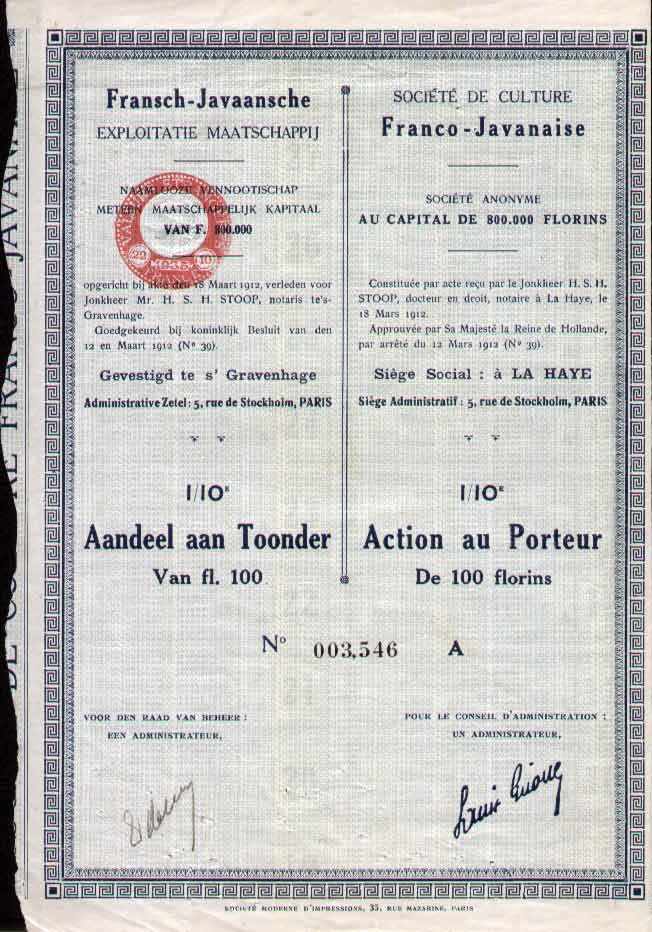 Fransch-Javaansche
EXPLOITATIE MAATSCHAPPIJ
NAAMLOOZE VENNOOTISCHAP
METEEN MAATSCHAPPELIJK KAPITAAL
VAN F. 800.000
opgericht bij akte den 18 Maart 1912, verleden voor
Jonkheer Mr. H. S. H. STOOP, notaris te's-
Gravenhage.
Goedgekeurd bij koninklijk Besluit van den
12 en Maart 1912 (Nº 39).
Gevestigd te s' Gravenhage
Administrative Zetel : 5, rue de Stockholm, PARIS
1/10E
Aandeel aan Toonder
Van fl. 100
SOCIÉTÉ DE CULTURE
Franco-Javanaise
SOCIÉTÉ ANONYME
AU CAPITAL DE 800.000 FLORINS
Constituée par acte reçu par le Jonkheer H. S. H.
STOOP, docteur en droit, notaire à La Haye, le
18 Mars 1912.
Approuvée par Sa Majesté la Reine de Hollande,
par arrêté du 12 Mars 1912 (Nº 39).
Siège Social : à LA HAYE
Siège Administratif : 5, rue de Stockholm, PARIS
1/10E
Action au Porteur
De 100 florins
Nº 003,546 A
VOOR DEN RAAD VAN BEHEER :
EEN ADMINISTRATEUR,
POUR LE CONSEIL D'ADMINISTRATION :
UN ADMINISTRATEUR,
SOCIÉTÉ MODERNE D'IMPRESSIONS, 35, RUE MAZARINE, PARIS